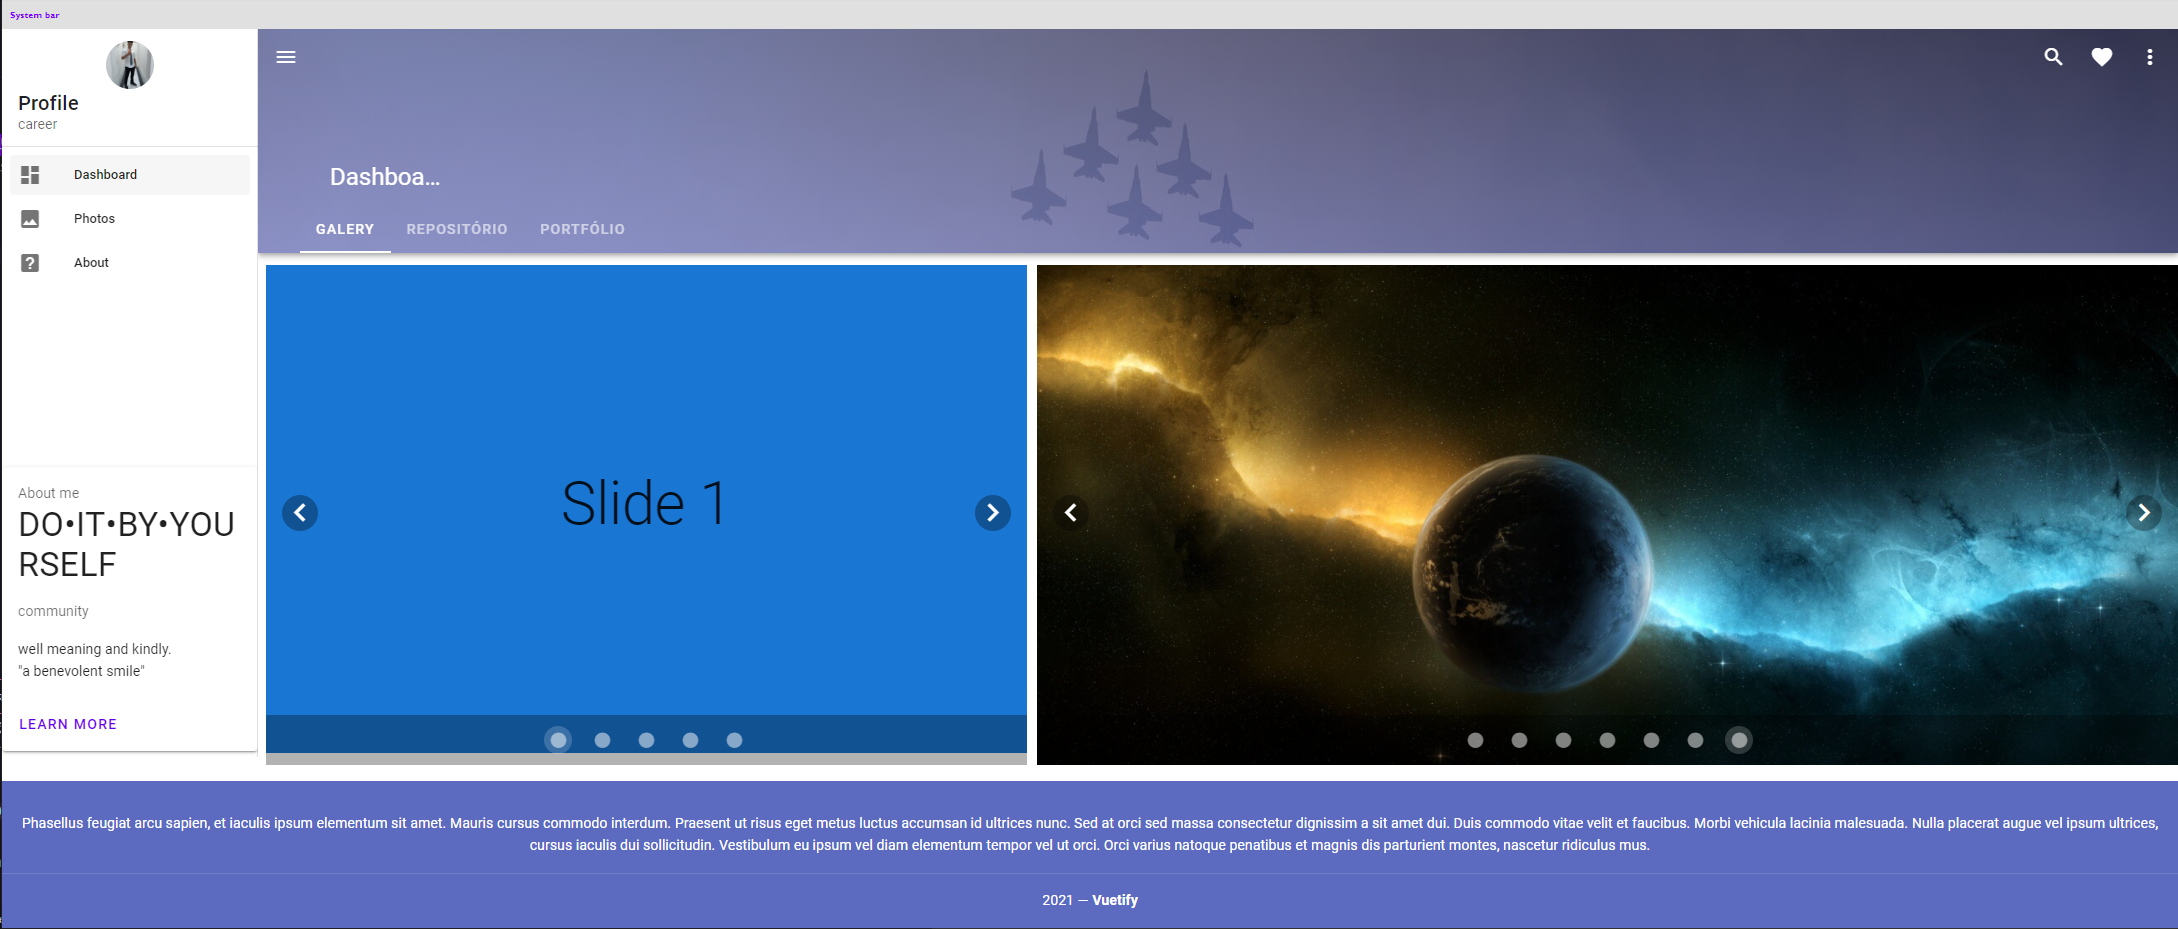 System bar
Profile
career
Dashboard
Photos
About
About me
DO•IT•BY•YOU
RSELF
community
well meaning and kindly.
"a benevolent smile"
LEARN MORE
Dashboa...
GALERY REPOSITÓRIO PORTFÓLIO
Slide 1
Phasellus feugiat arcu sapien, et iaculis ipsum elementum sit amet. Mauris cursus commodo interdum. Praesent ut risus eget metus luctus accumsan id ultrices nunc. Sed at orci sed massa consectetur dignissim a sit amet dui. Duis commodo vitae velit et faucibus. Morbi vehicula lacinia malesuada. Nulla placerat augue vel ipsum ultrices,
cursus iaculis dui sollicitudin. Vestibulum eu ipsum vel diam elementum tempor vel ut orci. Orci varius natoque penatibus et magnis dis parturient montes, nascetur ridiculus mus.
2021 — Vuetify